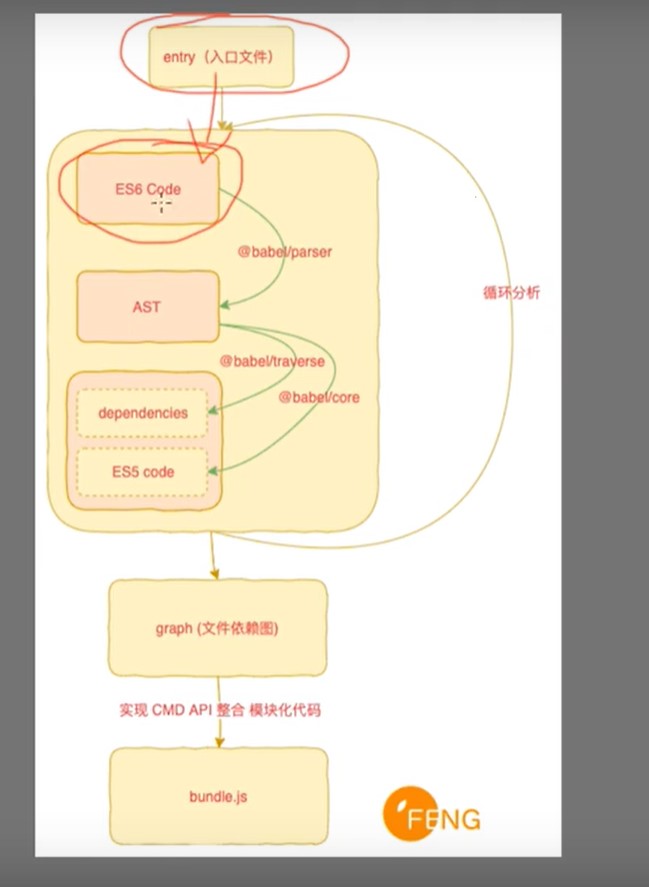 entry（入口文件）
ES6 Code
@babel/parser
循环分析
AST
@babel/traverse
@babel/core
dependencies
ES5 code
graph (文件依赖图)
实现 CMD API 整合 模块化代码
bundle.js
FENG